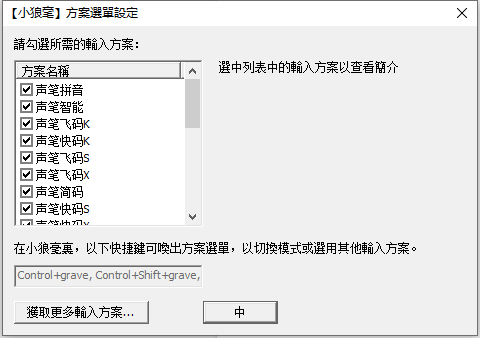 【小狼毫】方案選單設定
請勾選所需的輸入方案:
方案名稱
選中列表中的輸入方案以查看簡介
声笔拼音
声笔智能
声笔飞码K
声笔快码K
声笔飞码S
声笔飞码X
声笔简码
声笔快码S
在小狼毫裏，以下快捷鍵可喚出方案選單，以切換模式或選用其他輸入方案。
Control+grave, Control+Shift+grave,
獲取更多輸入方案...
中